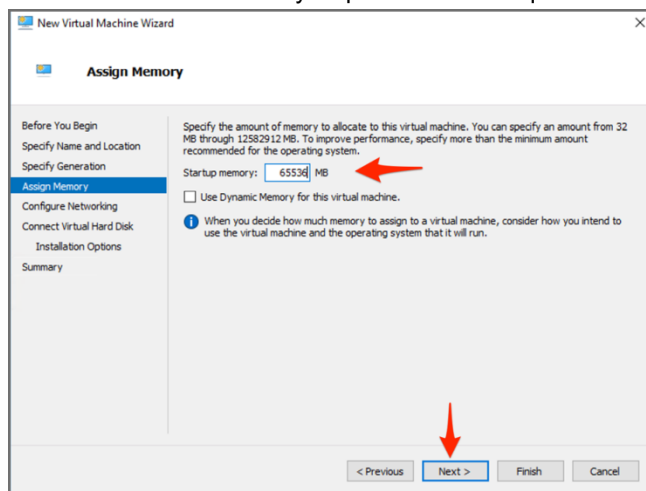 New Virtual Machine Wizard
Assign Memory
Before You Begin
Specify Name and Location
Specify Generation
Assign Memory
Configure Networking
Connect Virtual Hard Disk
Installation Options
Summary
Specify the amount of memory to allocate to this virtual machine. You can specify an amount from 32
MB through 12582912 MB. To improve performance, specify more than the minimum amount
recommended for the operating system.
Startup memory: 65536 MB
Use Dynamic Memory for this virtual machine.
When you decide how much memory to assign to a virtual machine, consider how you intend to
use the virtual machine and the operating system that it will run.
< Previous Next > Finish Cancel